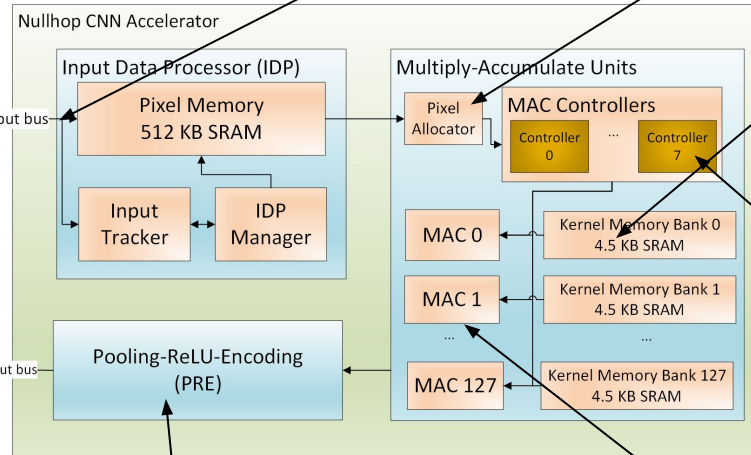 Nullhop CNN Accelerator
Input Data Processor (IDP)
Pixel Memory
512 KB SRAM
put bus
Input
Tracker
IDP
Manager
Pooling-ReLU-Encoding
(PRE)
ut bus
Multiply-Accumulate Units
Pixel
Allocator
MAC Controllers
Controller
0
...
Controller
7
MAC 0
Kernel Memory Bank 0
4.5 KB SRAM
MAC 1
Kernel Memory Bank 1
4.5 KB SRAM
...
...
MAC 127
Kernel Memory Bank 127
4.5 KB SRAM